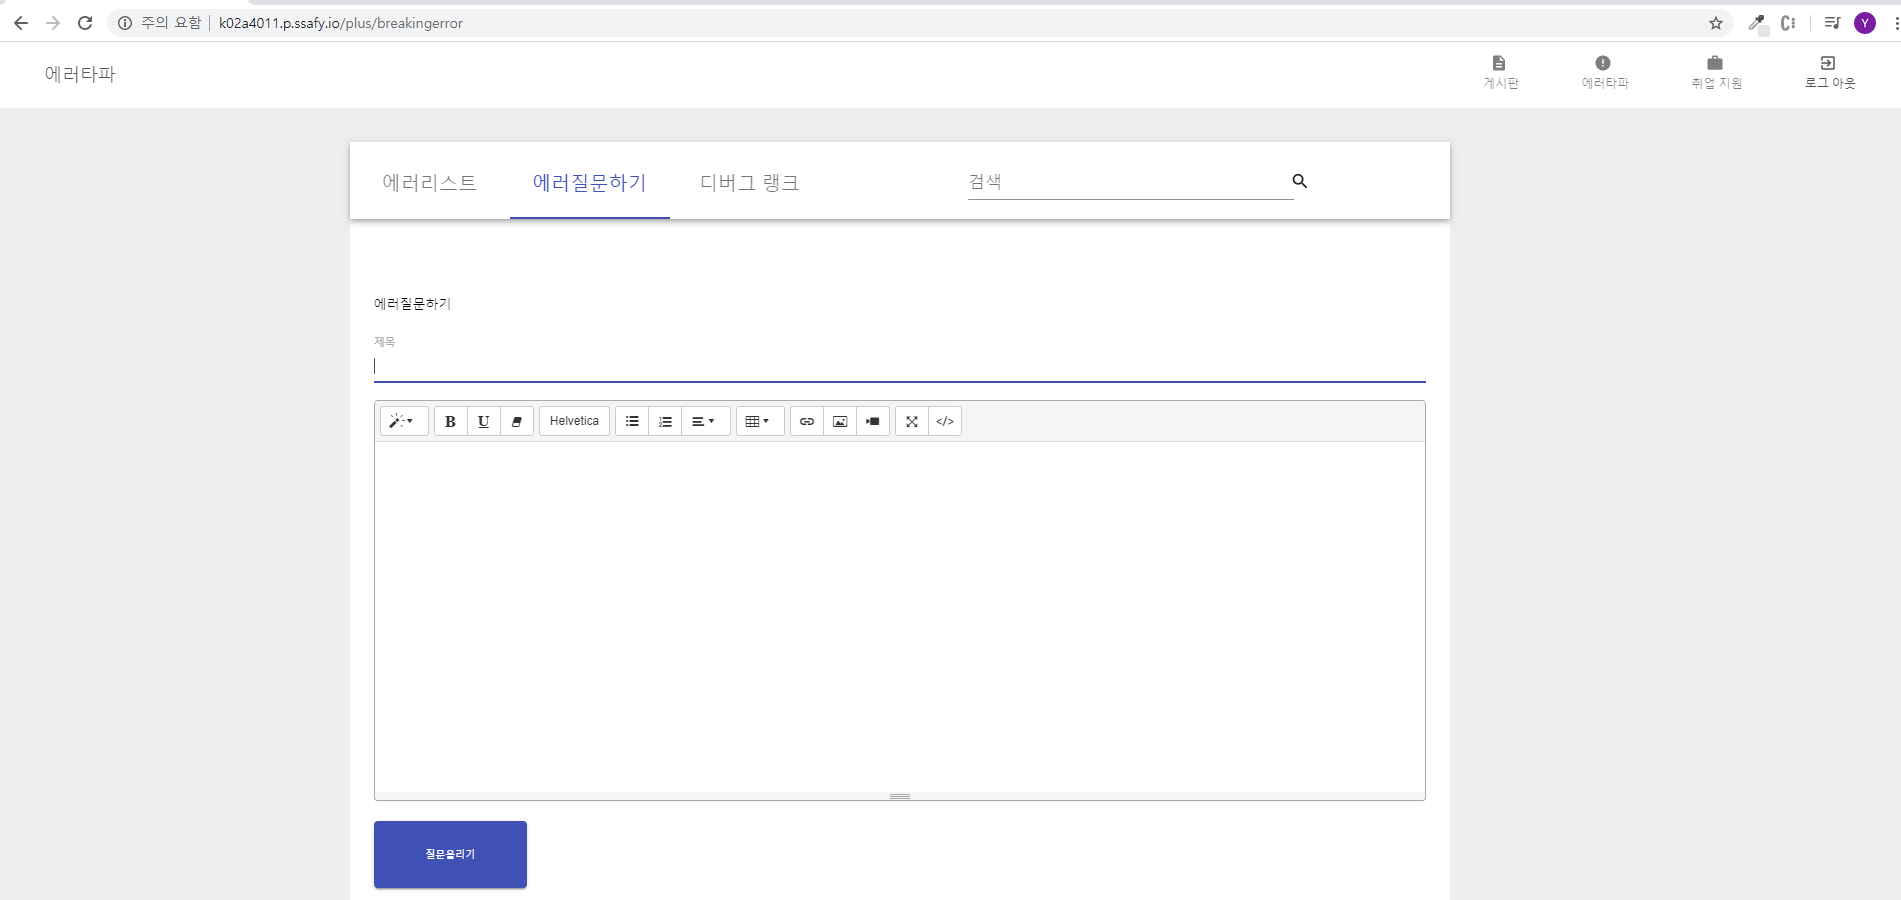 주의 요함 | k02a4011.p.ssafy.io/plus/breakingerror
Y
에러타파
게시판 에러타파 취업 지원 로그 아웃
에러리스트 에러질문하기 디버그 랭크 검색
에러질문하기
제목
B U Helvetica </>
질문올리기